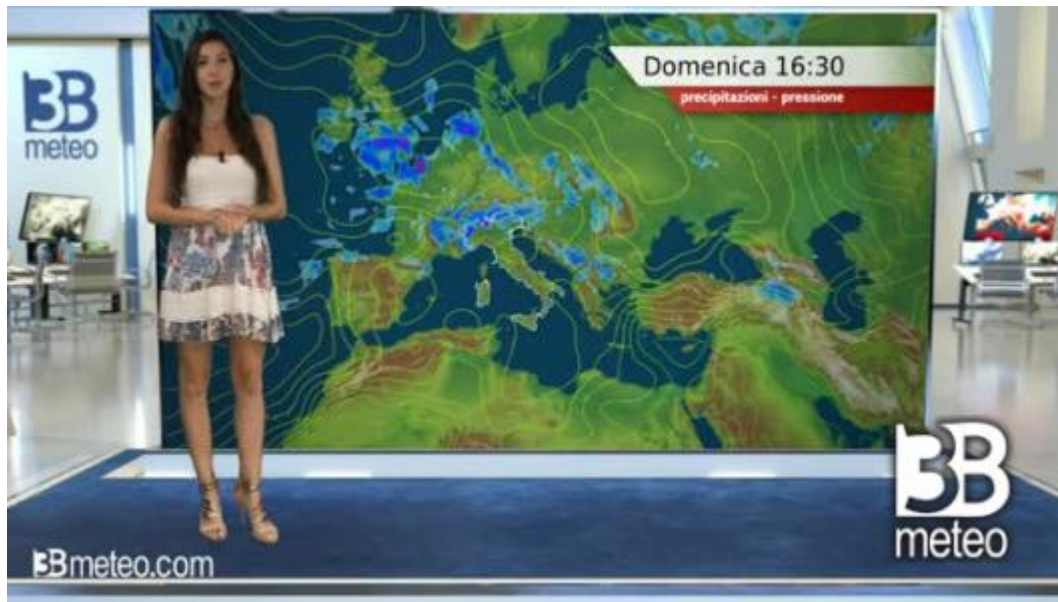 3B
meteo
Domenica 16:30
precipitazioni - pressione
3B
meteo
3Bmeteo.com